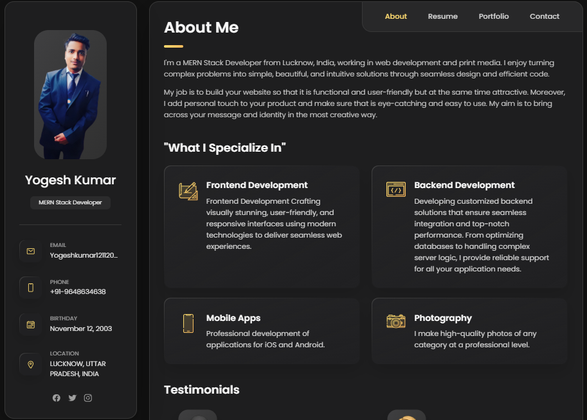 About Resume Portfolio Contact
Yogesh Kumar
MERN Stack Developer
EMAIL
PHONE
+91-9648634638
BIRTHDAY
November 12, 2003
LOCATION
LUCKNOW, UTTAR
PRADESH, INDIA
About Me
I'm a MERN Stack Developer from Lucknow, India, working in web development and print media. I enjoy turning
complex problems into simple, beautiful, and intuitive solutions through seamless design and efficient code.
My job is to build your website so that it is functional and user-friendly but at the same time attractive. Moreover,
I add personal touch to your product and make sure that is eye-catching and easy to use. My aim is to bring
across your message and identity in the most creative way.
"What I Specialize In"
Frontend Development
Frontend Development Crafting
visually stunning, user-friendly, and
responsive interfaces using modern
technologies to deliver seamless web
experiences.
Backend Development
Developing customized backend
solutions that ensure seamless
integration and top-notch
performance. From optimizing
databases to handling complex
server logic, I provide reliable support
for all your application needs.
Mobile Apps
Professional development of
applications for iOS and Android.
Photography
I make high-quality photos of any
category at a professional level.
Testimonials